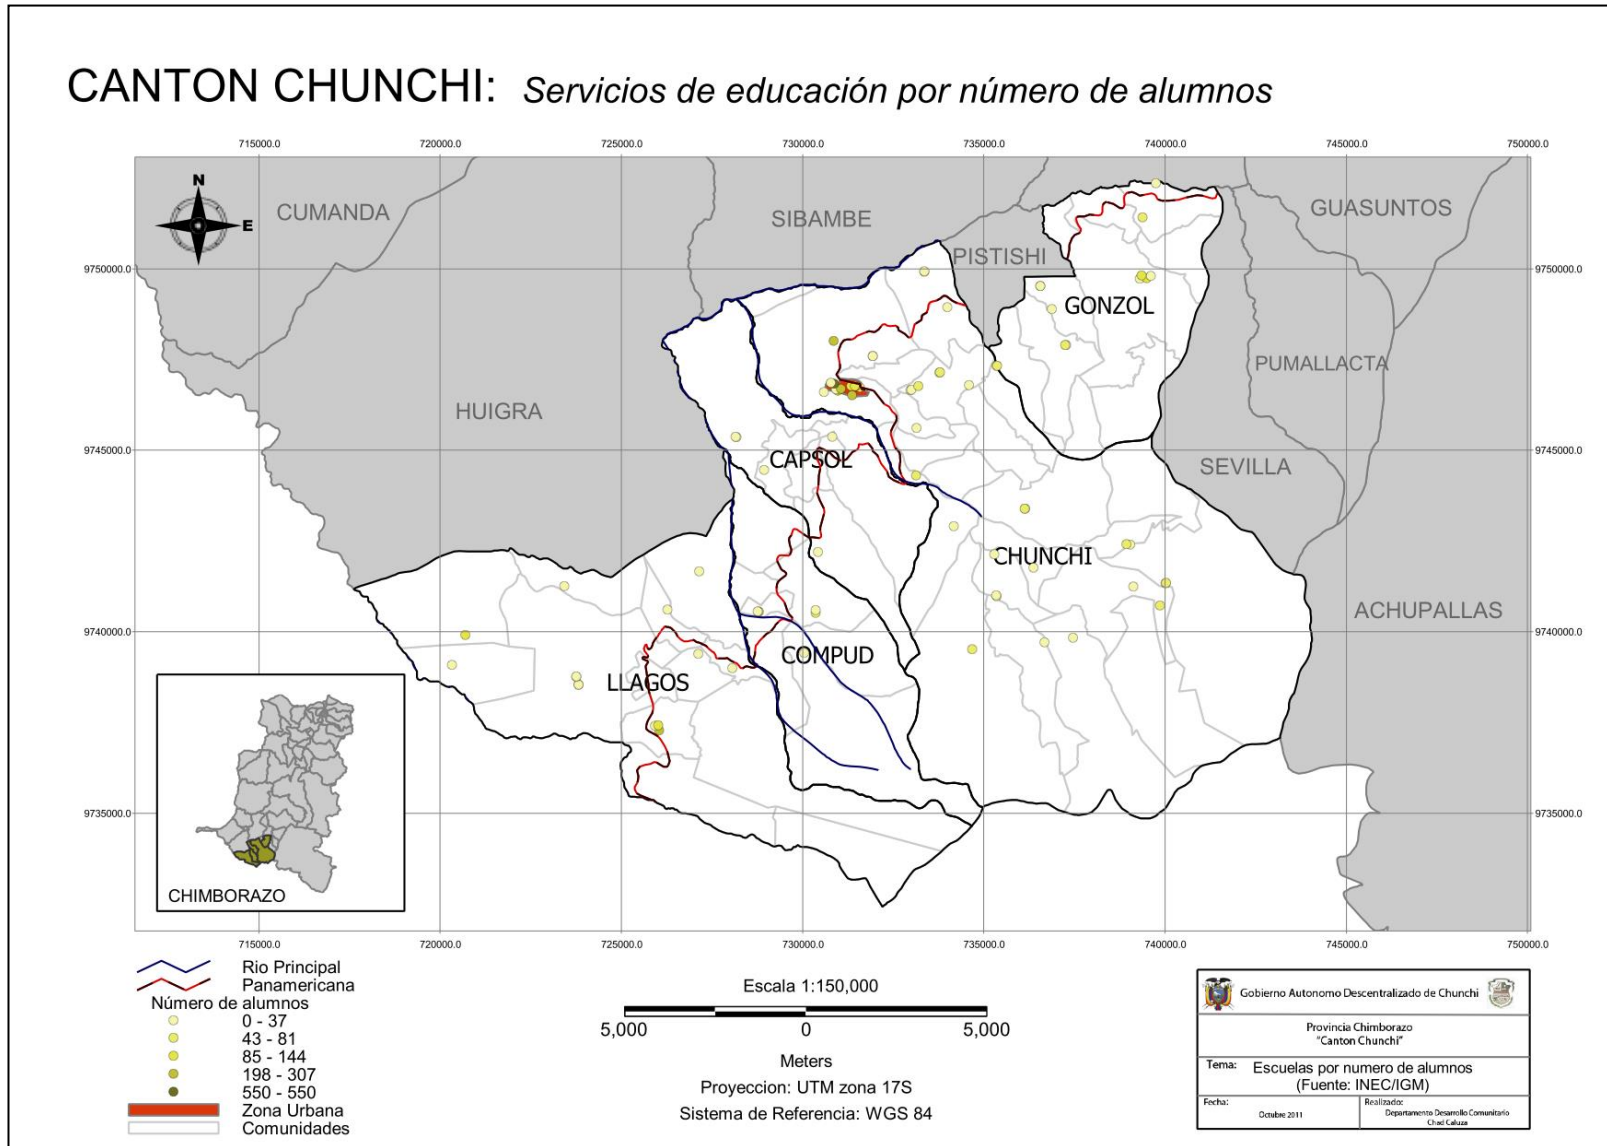 CANTON CHUNCHI: Servicios de educación por número de alumnos
715000.0 720000.0 725000.0 730000.0 735000.0 740000.0 745000.0 750000.0
N
E
CUMANDA
SIBAMBE
GUASUNTOS
PISTISHI
9750000.0 9750000.0
GONZOL
PUMALLACTA
HUIGRA
9745000.0 9745000.0
CAPSOL
SEVILLA
CHUNCHI
ACHUPALLAS
9740000.0 9740000.0
COMPUD
LLAGOS
9735000.0 9735000.0
CHIMBORAZO
715000.0 720000.0 725000.0 730000.0 735000.0 740000.0 745000.0 750000.0
Rio Principal
Panamericana
Número de alumnos
0 - 37
43 - 81
85 - 144
198 - 307
550 - 550
Zona Urbana
Comunidades
Escala 1:150,000
5,000 0 5,000
Meters
Proyeccion: UTM zona 17S
Sistema de Referencia: WGS 84
Gobierno Autonomo Descentralizado de Chunchi
Provincia Chimborazo
"Canton Chunchi"
Tema: Escuelas por numero de alumnos
(Fuente: INEC/IGM)
Fecha:
Octubre 2011
Realizado:
Departamento Desarrollo Comunitario
Chad Caluza